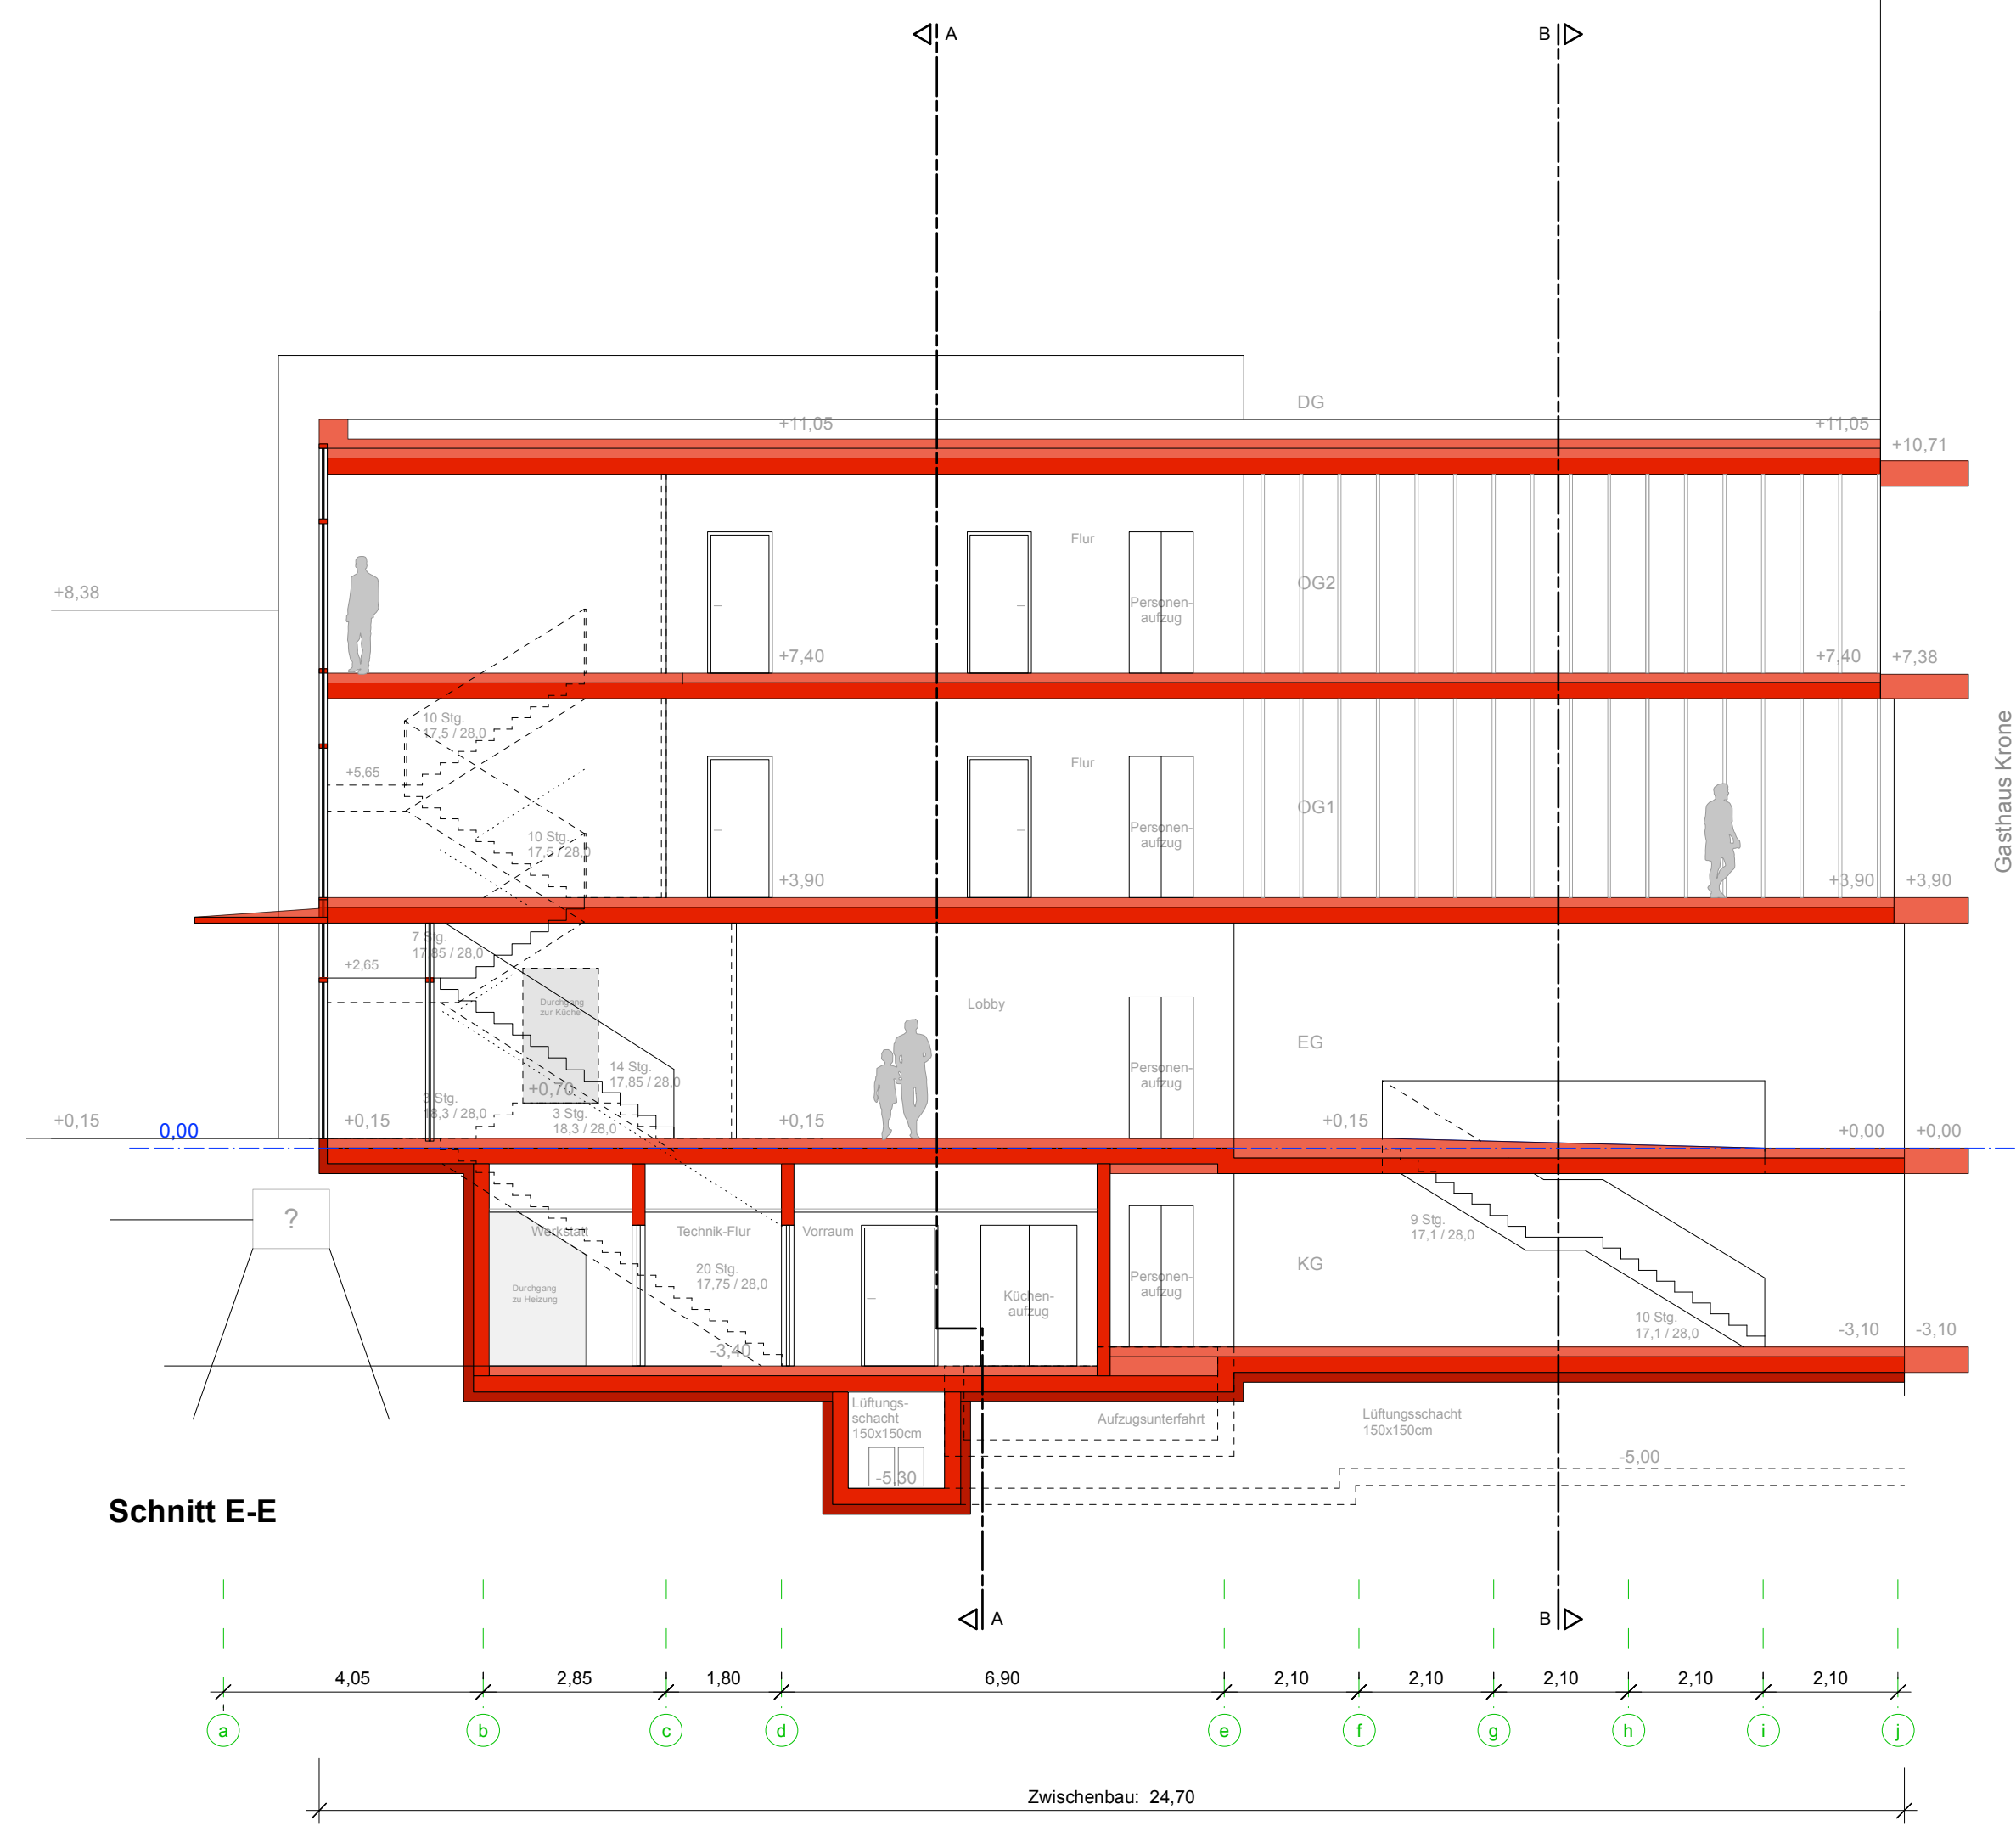 A
B
DG
+11,05
+11,05
+10,71
Flur
+8,38
OG2
Personen-
aufzug
+7,40
+7,40
+7,38
10 Stg.
17,5 / 28,0
Flur
+5,65
OG1
10 Stg.
17,5 / 28,0
Personen-
aufzug
Gasthaus Krone
+3,90
+3,90
+3,90
7 Stg.
17,85 / 28,0
+2,65
Durchgang
zur Küche
Lobby
EG
14 Stg.
17,85 / 28,0
Personen-
aufzug
+0,70
3 Stg.
18,3 / 28,0
3 Stg.
18,3 / 28,0
+0,15
0,00
+0,15
+0,15
+0,15
+0,00
+0,00
?
Werkstatt
Technik-Flur
Vorraum
9 Stg.
17,1 / 28,0
20 Stg.
17,75 / 28,0
KG
Durchgang
zu Heizung
Küchen-
aufzug
Personen-
aufzug
10 Stg.
17,1 / 28,0
-3,40
-3,10
-3,10
Lüftungs-
schacht
150x150cm
Aufzugsunterfahrt
Lüftungsschacht
150x150cm
-5,30
-5,00
Schnitt E-E
A
B
4,05
2,85
1,80
6,90
2,10
2,10
2,10
2,10
2,10
a
b
c
d
e
f
g
h
i
j
Zwischenbau: 24,70